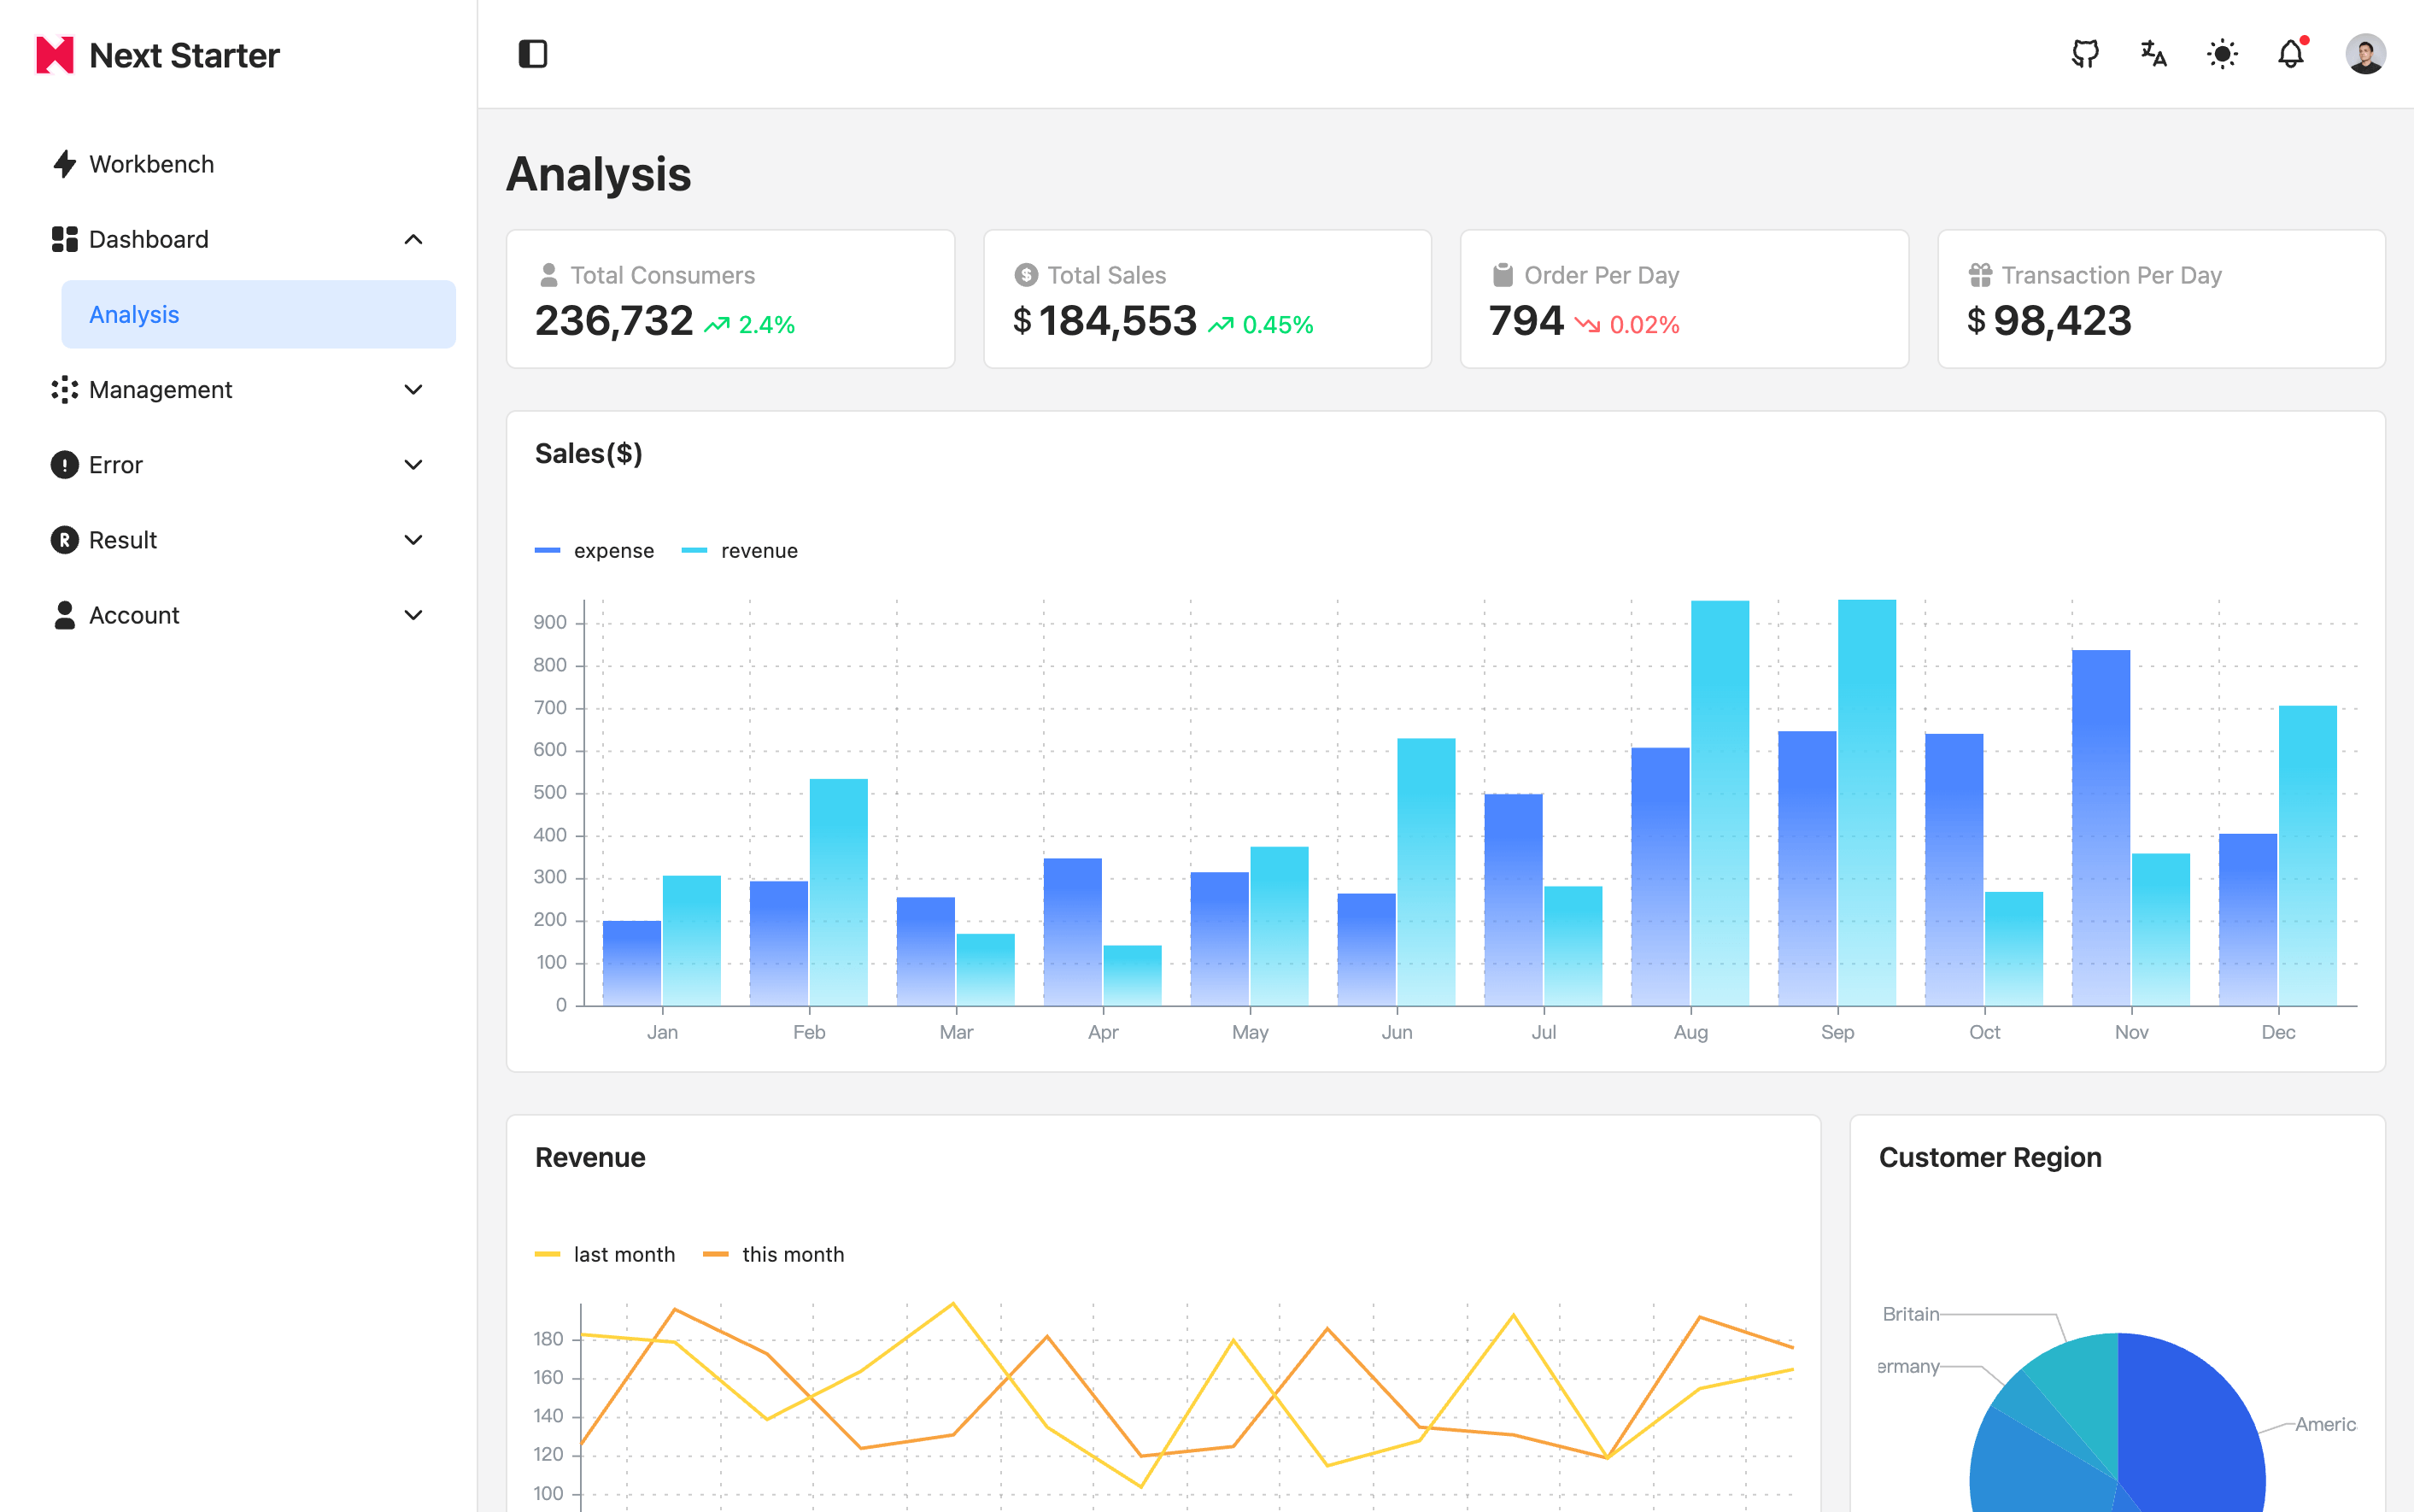 Next Starter
Workbench
Dashboard
Analysis
Management
Error
Result
Account
Analysis
Total Consumers
236,732 2.4%
Total Sales
$ 184,553 0.45%
Order Per Day
794 0.02%
Transaction Per Day
$ 98,423
Sales($)
expense revenue
900
800
700
600
500
400
300
200
100
0
Jan Feb Mar Apr May Jun Jul Aug Sep Oct Nov Dec
Revenue
last month this month
180
160
140
120
100
Customer Region
Britain
ermany
Americ